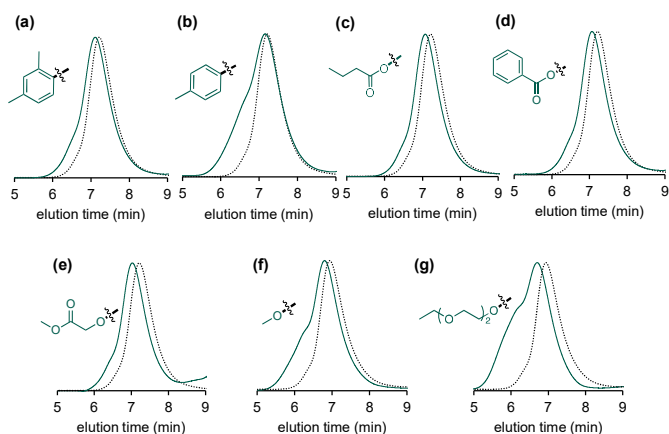 (a) (b) (c) (d)
O
O
O
O
5 6 7 8 9 5 6 7 8 9 5 6 7 8 9 5 6 7 8 9
elution time (min) elution time (min) elution time (min) elution time (min)
(e) (f) (g)
O
O
O
O
O
O
2
5 6 7 8 9 5 6 7 8 9 5 6 7 8 9
elution time (min) elution time (min) elution time (min)